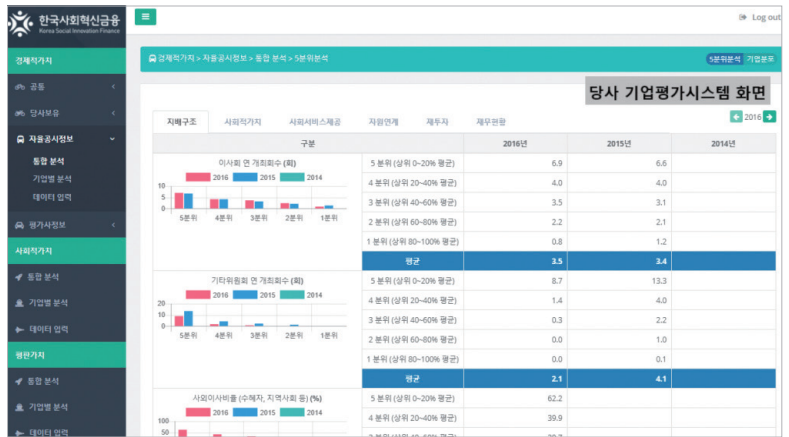 한국사회혁신금융
Korea Social Innovation Finance
Log out
경제적가치
경제적가치 > 자율공시정보 > 통합 분석 > 5분위분석
5분위분석 기업분포
공통
당사 기업평가시스템 화면
당사보유
지배구조 사회적가치 사회서비스제공 자원연계 재투자 재무현황
2016
자율공시정보
구분 2016년 2015년 2014년
통합 분석
기업별 분석
데이터 입력
평가사정보
사회적가치
통합 분석
기업별 분석
데이터 입력
평판가치
통합 분석
기업별 분석
데이터 입력
이사회 연 개최회수 (회)
2016 2015 2014
10
5
0
5분위 4분위 3분위 2분위 1분위
5 분위 (상위 0~20% 평균) 6.9 6.6
4 분위 (상위 20~40% 평균) 4.0 4.0
3 분위 (상위 40~60% 평균) 3.5 3.1
2 분위 (상위 60~80% 평균) 2.2 2.1
1 분위 (상위 80~100% 평균) 0.8 1.2
평균 3.5 3.4
기타위원회 연 개최회수 (회)
2016 2015 2014
20
10
0
5분위 4분위 3분위 2분위 1분위
5 분위 (상위 0~20% 평균) 8.7 13.3
4 분위 (상위 20~40% 평균) 1.4 4.0
3 분위 (상위 40~60% 평균) 0.3 2.2
2 분위 (상위 60~80% 평균) 0.0 1.0
1 분위 (상위 80~100% 평균) 0.0 0.1
평균 2.1 4.1
사외이사비율 (수혜자, 지역사회 등) (%)
2016 2015 2014
100
50
5 분위 (상위 0~20% 평균) 62.2
4 분위 (상위 20~40% 평균) 39.9